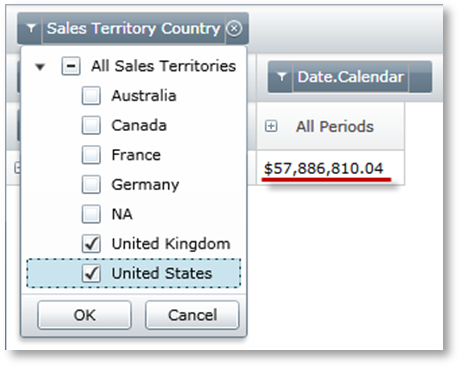 Sales Territory Country
All Sales Territories
Date.Calendar
Australia
Canada
All Periods
France
$57,886,810.04
Germany
NA
United Kingdom
United States
OK Cancel